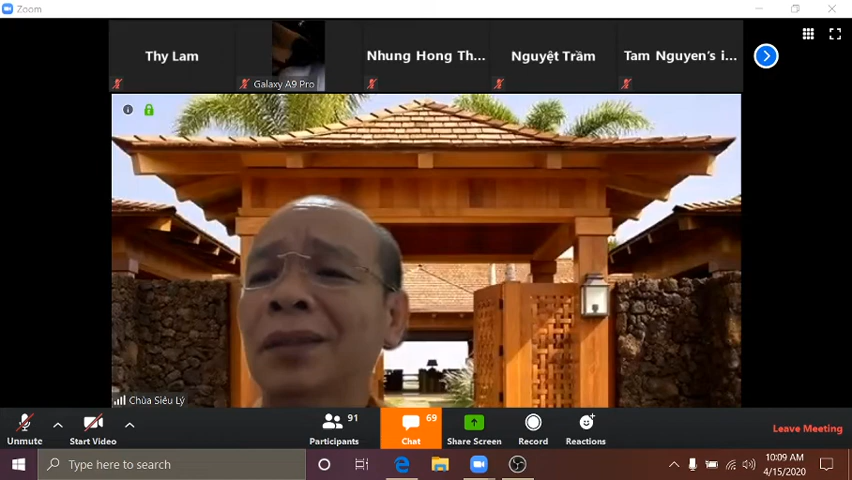 Zoom
Thy Lam
Galaxy A9 Pro
Nhung Hong Th...
Nguyệt Trầm
Tam Nguyen's i...
Chùa Siêu Lý
Unmute
Start Video
Participants
91
Chat
69
Share Screen
Record
Reactions
Leave Meeting
Type here to search
10:09 AM
4/15/2020